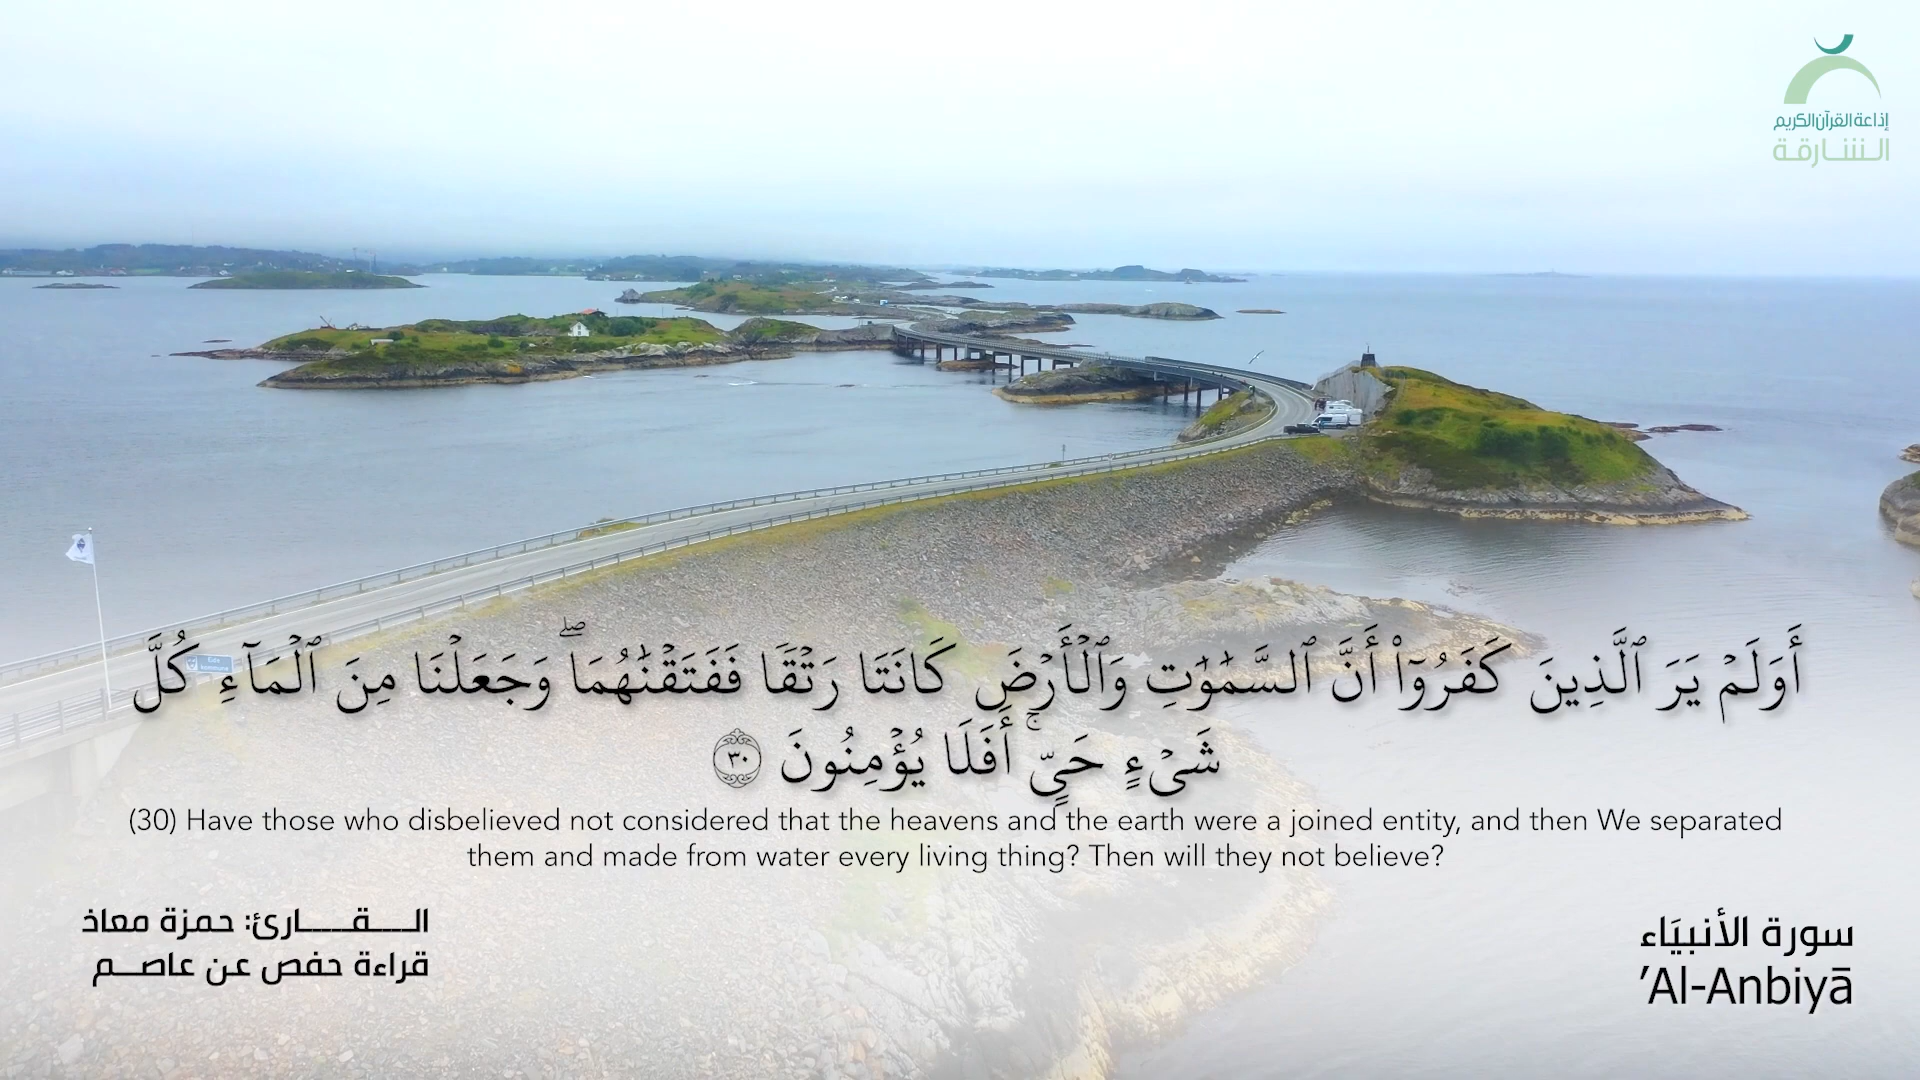 إذاعة القرآن الكريم
الشارقة
أَوَلَمْ يَرَ ٱلَّذِينَ كَفَرُوٓا۟ أَنَّ ٱلسَّمَٰوَٰتِ وَٱلْأَرْضَ كَانَتَا رَتْقًا فَفَتَقْنَٰهُمَا ۖ وَجَعَلْنَا مِنَ ٱلْمَآءِ كُلَّ
شَىْءٍ حَىٍّ ۚ أَفَلَا يُؤْمِنُونَ ٣٠
(30) Have those who disbelieved not considered that the heavens and the earth were a joined entity, and then We separated
them and made from water every living thing? Then will they not believe?
القارئ: حمزة معاذ
قراءة حفص عن عاصم
سورة الأنبيَاء
’Al-Anbiyā